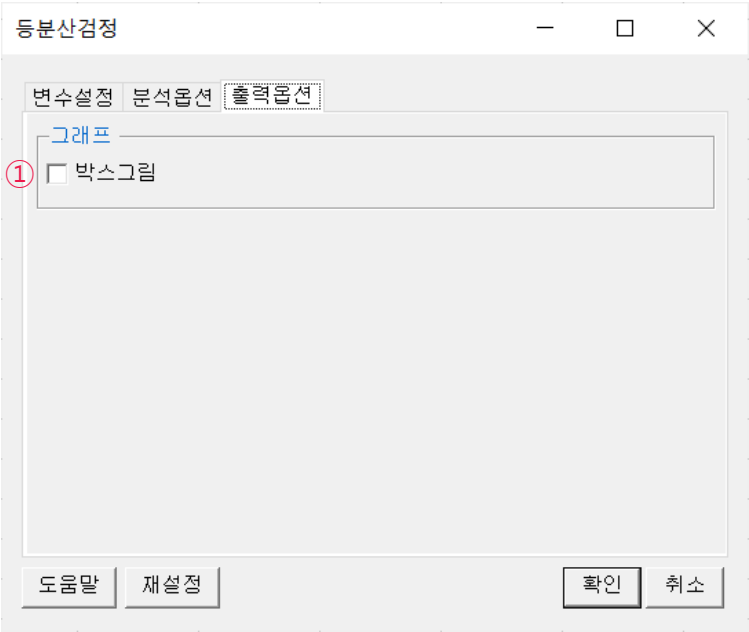 등분산검정
변수설정 분석옵션 출력옵션
그래프
① 박스그림
도움말 재설정 확인 취소